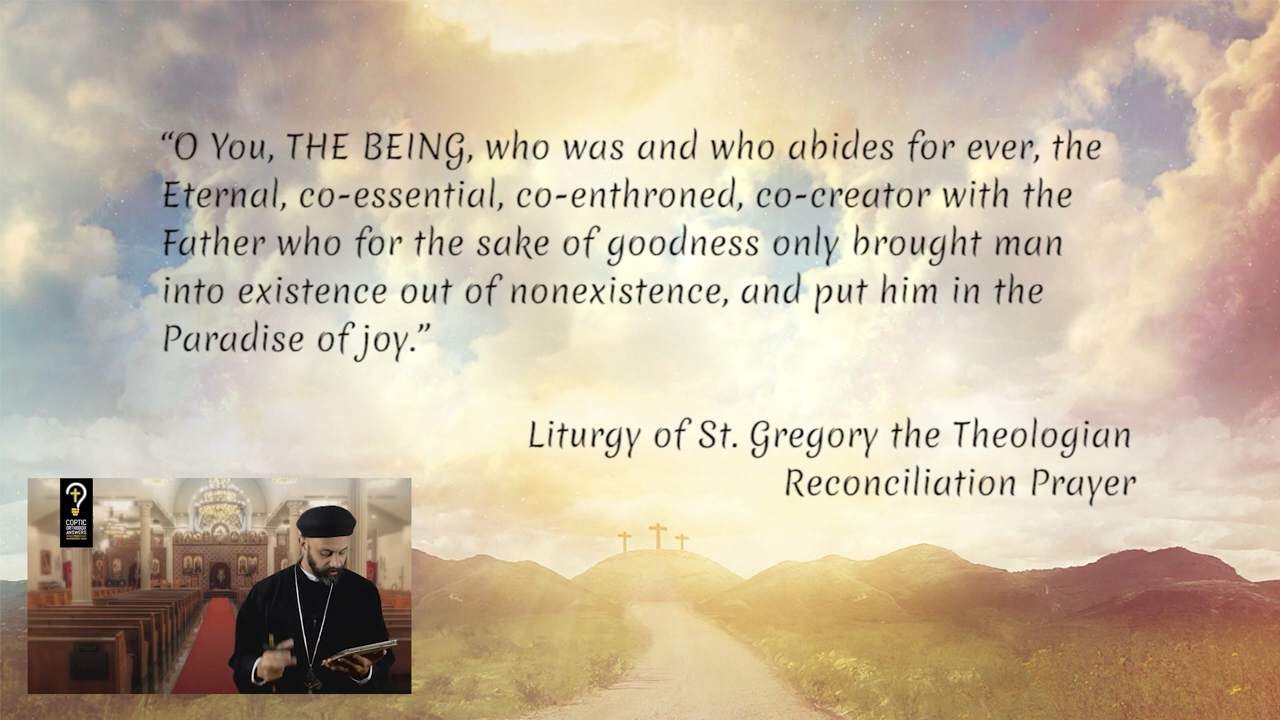 “O You, THE BEING, who was and who abides for ever, the
Eternal, co-essential, co-enthroned, co-creator with the
Father who for the sake of goodness only brought man
into existence out of nonexistence, and put him in the
Paradise of joy.”
Liturgy of St. Gregory the Theologian
Reconciliation Prayer
COPTIC
ORTHODOX
ANSWERS